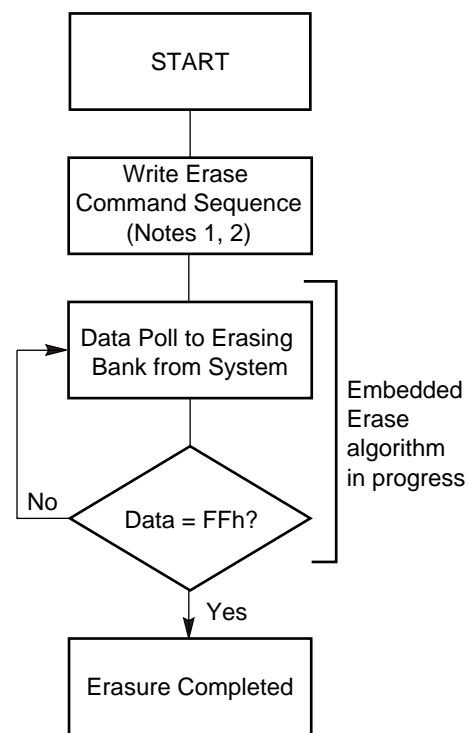 START
Write Erase
Command Sequence
(Notes 1, 2)
Data Poll to Erasing
Bank from System
Embedded
Erase
algorithm
in progress
No
Data = FFh?
Yes
Erasure Completed